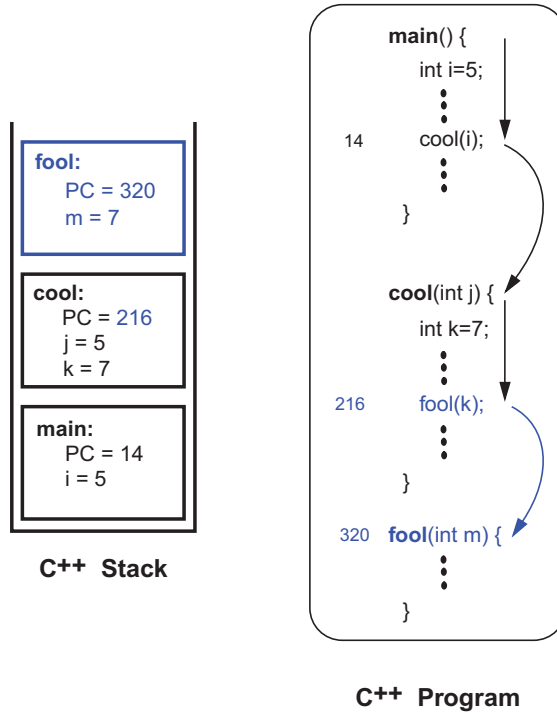 fool:
PC = 320
m = 7
cool:
PC = 216
j = 5
k = 7
main:
PC = 14
i = 5
C++ Stack
main() {
int i=5;
14 cool(i);
}
cool(int j) {
int k=7;
216 fool(k);
}
320 fool(int m) {
}
C++ Program